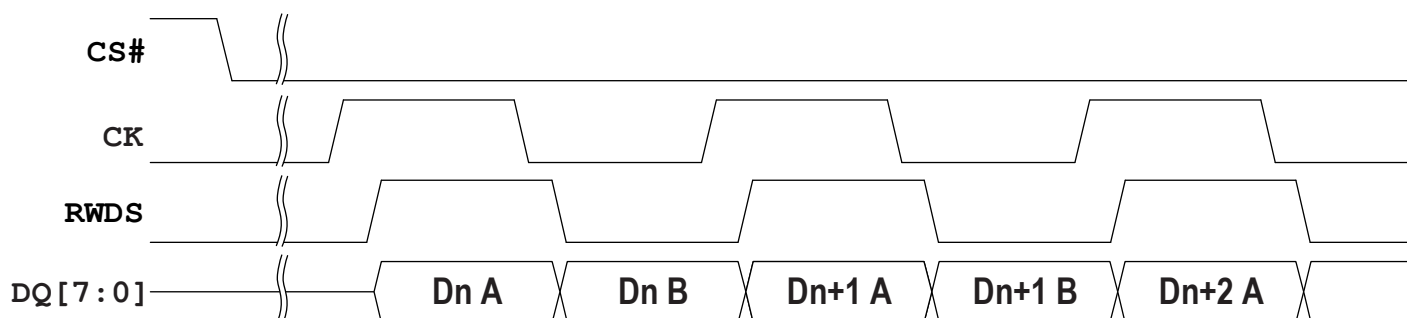 CS#
CK
RWDS
DQ[7:0]
Dn A Dn B Dn+1 A Dn+1 B Dn+2 A